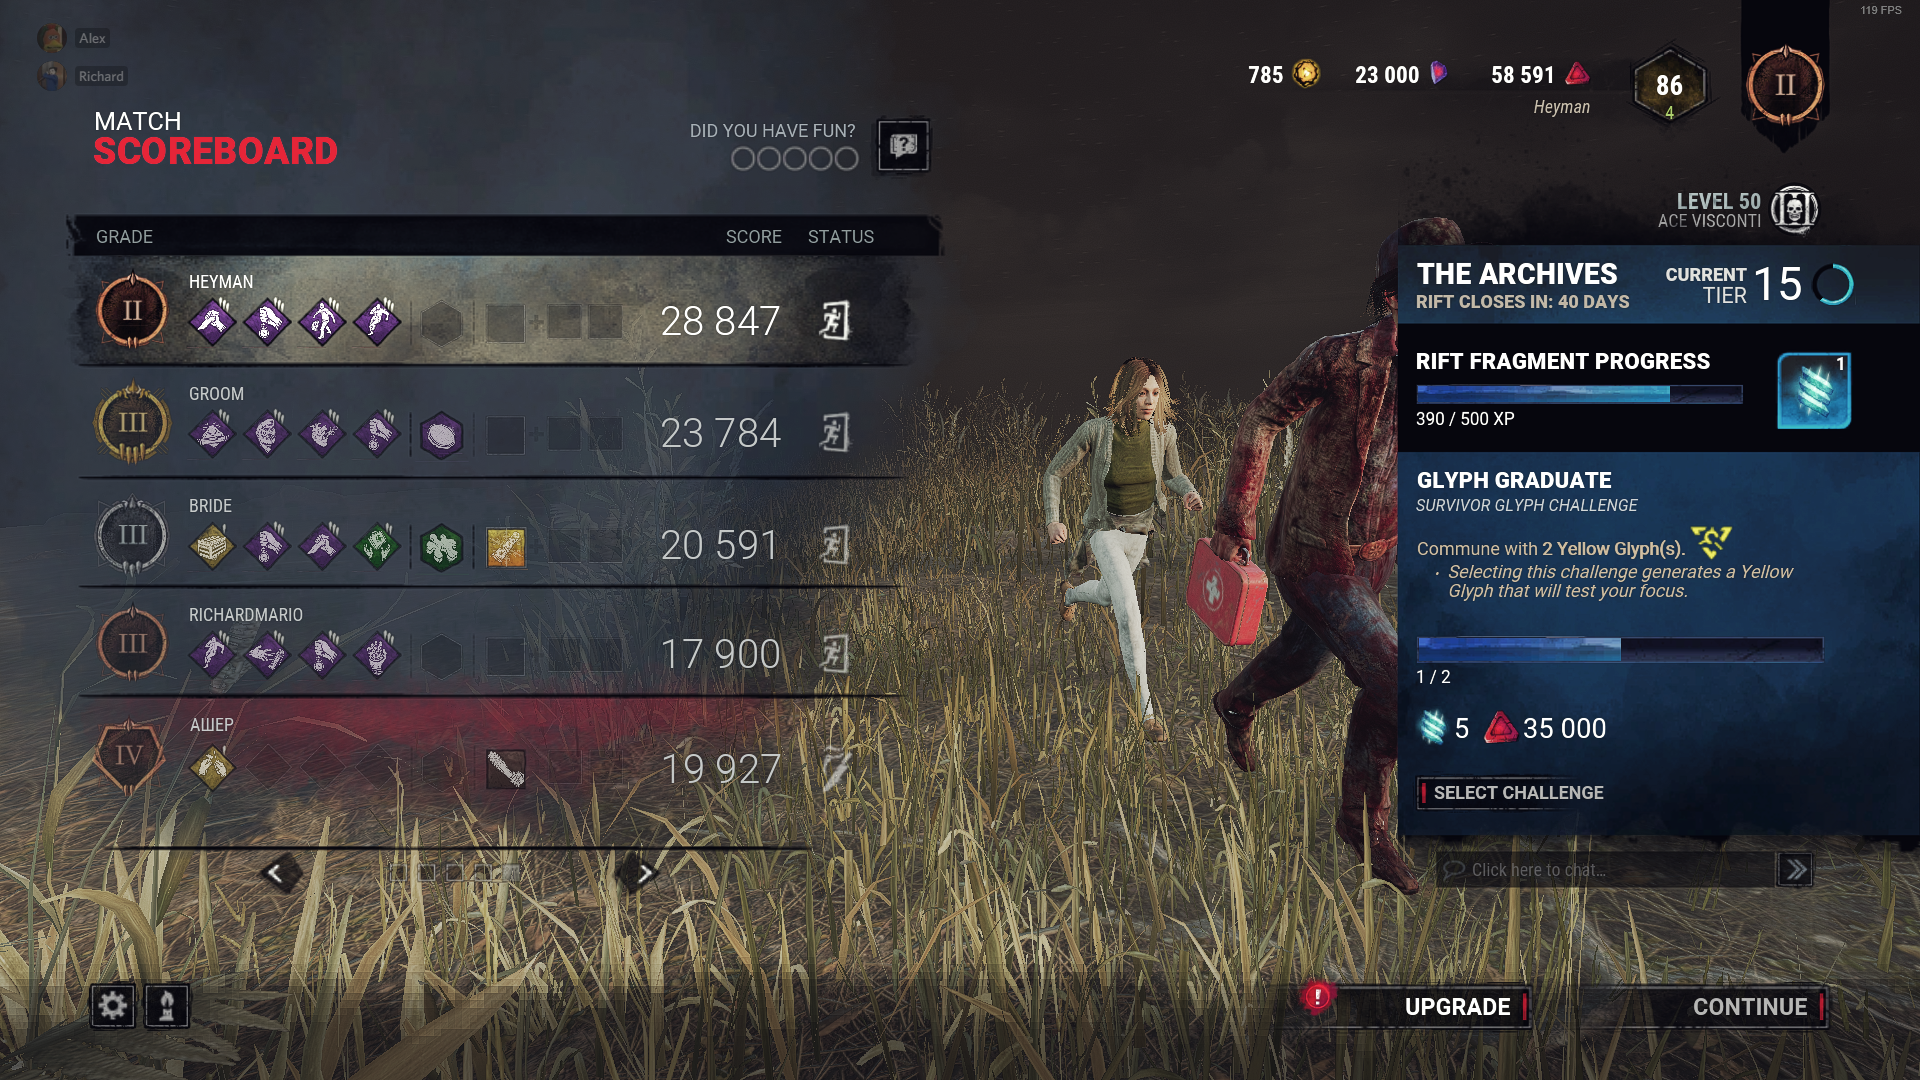 119 FPS
Alex
Richard
785
23 000
58 591
Heyman
86
4
II
MATCH
SCOREBOARD
DID YOU HAVE FUN?
LEVEL 50
ACE VISCONTI
GRADE SCORE STATUS
II
HEYMAN
28 847
III
GROOM
23 784
III
BRIDE
20 591
III
RICHARDMARIO
17 900
IV
АШЕР
19 927
THE ARCHIVES
RIFT CLOSES IN: 40 DAYS
CURRENT
TIER
15
RIFT FRAGMENT PROGRESS
1
390 / 500 XP
GLYPH GRADUATE
SURVIVOR GLYPH CHALLENGE
Commune with 2 Yellow Glyph(s).
• Selecting this challenge generates a Yellow
Glyph that will test your focus.
1 / 2
5
35 000
SELECT CHALLENGE
Click here to chat...
UPGRADE
CONTINUE